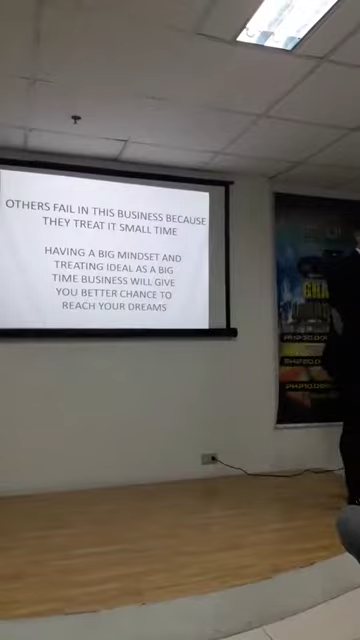 OTHERS FAIL IN THIS BUSINESS BECAUSE
THEY TREAT IT SMALL TIME
HAVING A BIG MINDSET AND
TREATING IDEAL AS A BIG
TIME BUSINESS WILL GIVE
YOU BETTER CHANCE TO
REACH YOUR DREAMS